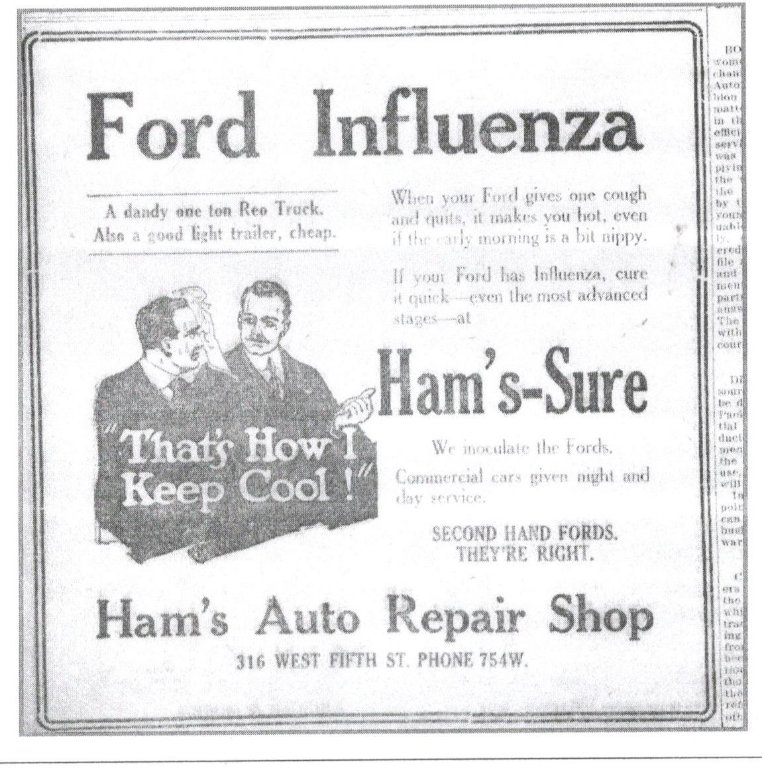 Ford Influenza
A dandy one ton Reo Truck.
Also a good light trailer, cheap.
When your Ford gives one cough
and quits, it makes you hot, even
if the early morning is a bit nippy.
If your Ford has Influenza, cure
it quick—even the most advanced
stages—at
Ham's-Sure
"That's How I
Keep Cool!"
We inoculate the Fords.
Commercial cars given night and
day service.
SECOND HAND FORDS.
THEY'RE RIGHT.
Ham's Auto Repair Shop
316 WEST FIFTH ST. PHONE 754W.